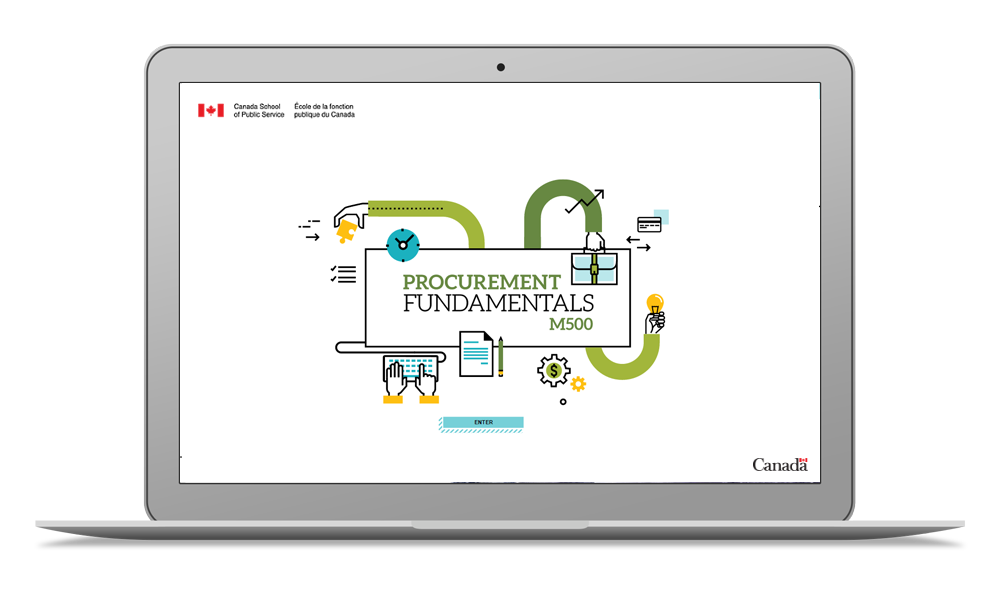 Canada School
of Public Service
École de la fonction
publique du Canada
PROCUREMENT
FUNDAMENTALS
M500
$
ENTER
Canada